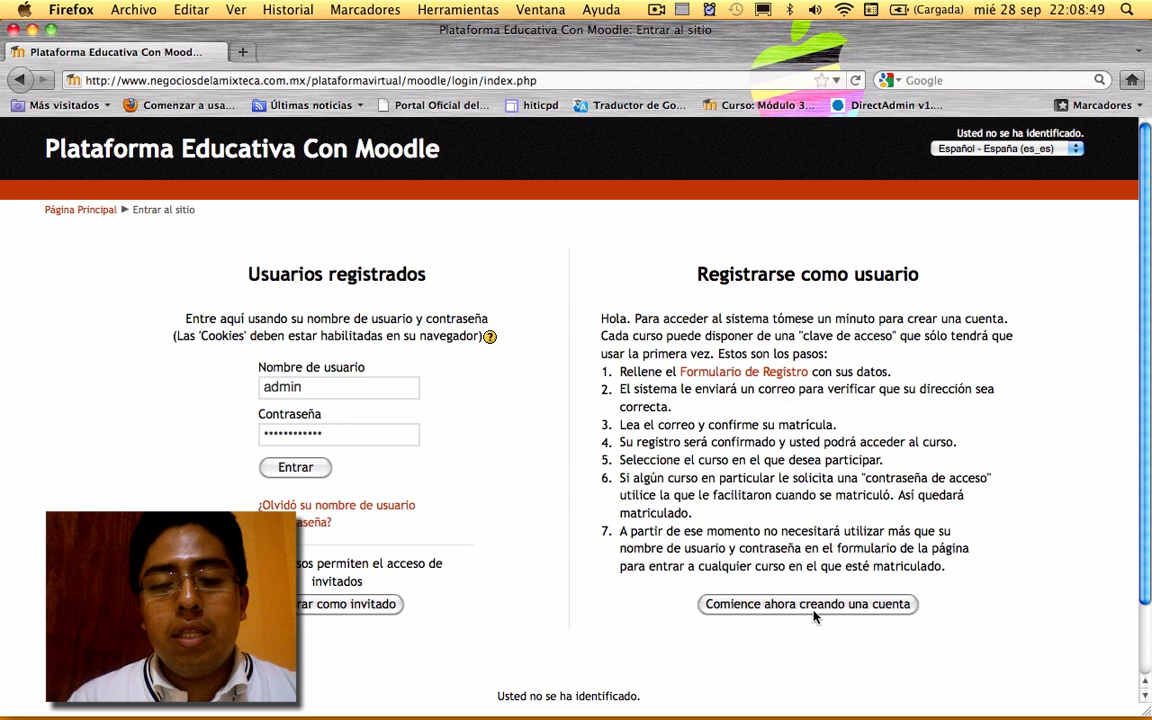 Firefox Archivo Editar Ver Historial Marcadores Herramientas Ventana Ayuda (Cargada) mié 28 sep 22:08:49
Plataforma Educativa Con Moodle: Entrar al sitio
Plataforma Educativa Con Mood...
http://www.negociosdelamixteca.com.mx/plataformavirtual/moodle/login/index.php
Google
Más visitados Comenzar a usa... Últimas noticias Portal Oficial del... hiticpd Traductor de Go... Curso: Módulo 3... DirectAdmin v1.... Marcadores
Usted no se ha identificado.
Plataforma Educativa Con Moodle
Español - España (es_es)
Página Principal ► Entrar al sitio
Usuarios registrados
Entre aquí usando su nombre de usuario y contraseña
(Las 'Cookies' deben estar habilitadas en su navegador)
Nombre de usuario
admin
Contraseña
••••••••••••
Entrar
¿Olvidó su nombre de usuario
aseña?
sos permiten el acceso de
invitados
rar como invitado
Registrarse como usuario
Hola. Para acceder al sistema tómese un minuto para crear una cuenta.
Cada curso puede disponer de una "clave de acceso" que sólo tendrá que
usar la primera vez. Estos son los pasos:
1. Rellene el Formulario de Registro con sus datos.
2. El sistema le enviará un correo para verificar que su dirección sea
correcta.
3. Lea el correo y confirme su matrícula.
4. Su registro será confirmado y usted podrá acceder al curso.
5. Seleccione el curso en el que desea participar.
6. Si algún curso en particular le solicita una "contraseña de acceso"
utilice la que le facilitaron cuando se matriculó. Así quedará
matriculado.
7. A partir de ese momento no necesitará utilizar más que su
nombre de usuario y contraseña en el formulario de la página
para entrar a cualquier curso en el que esté matriculado.
Comience ahora creando una cuenta
Usted no se ha identificado.